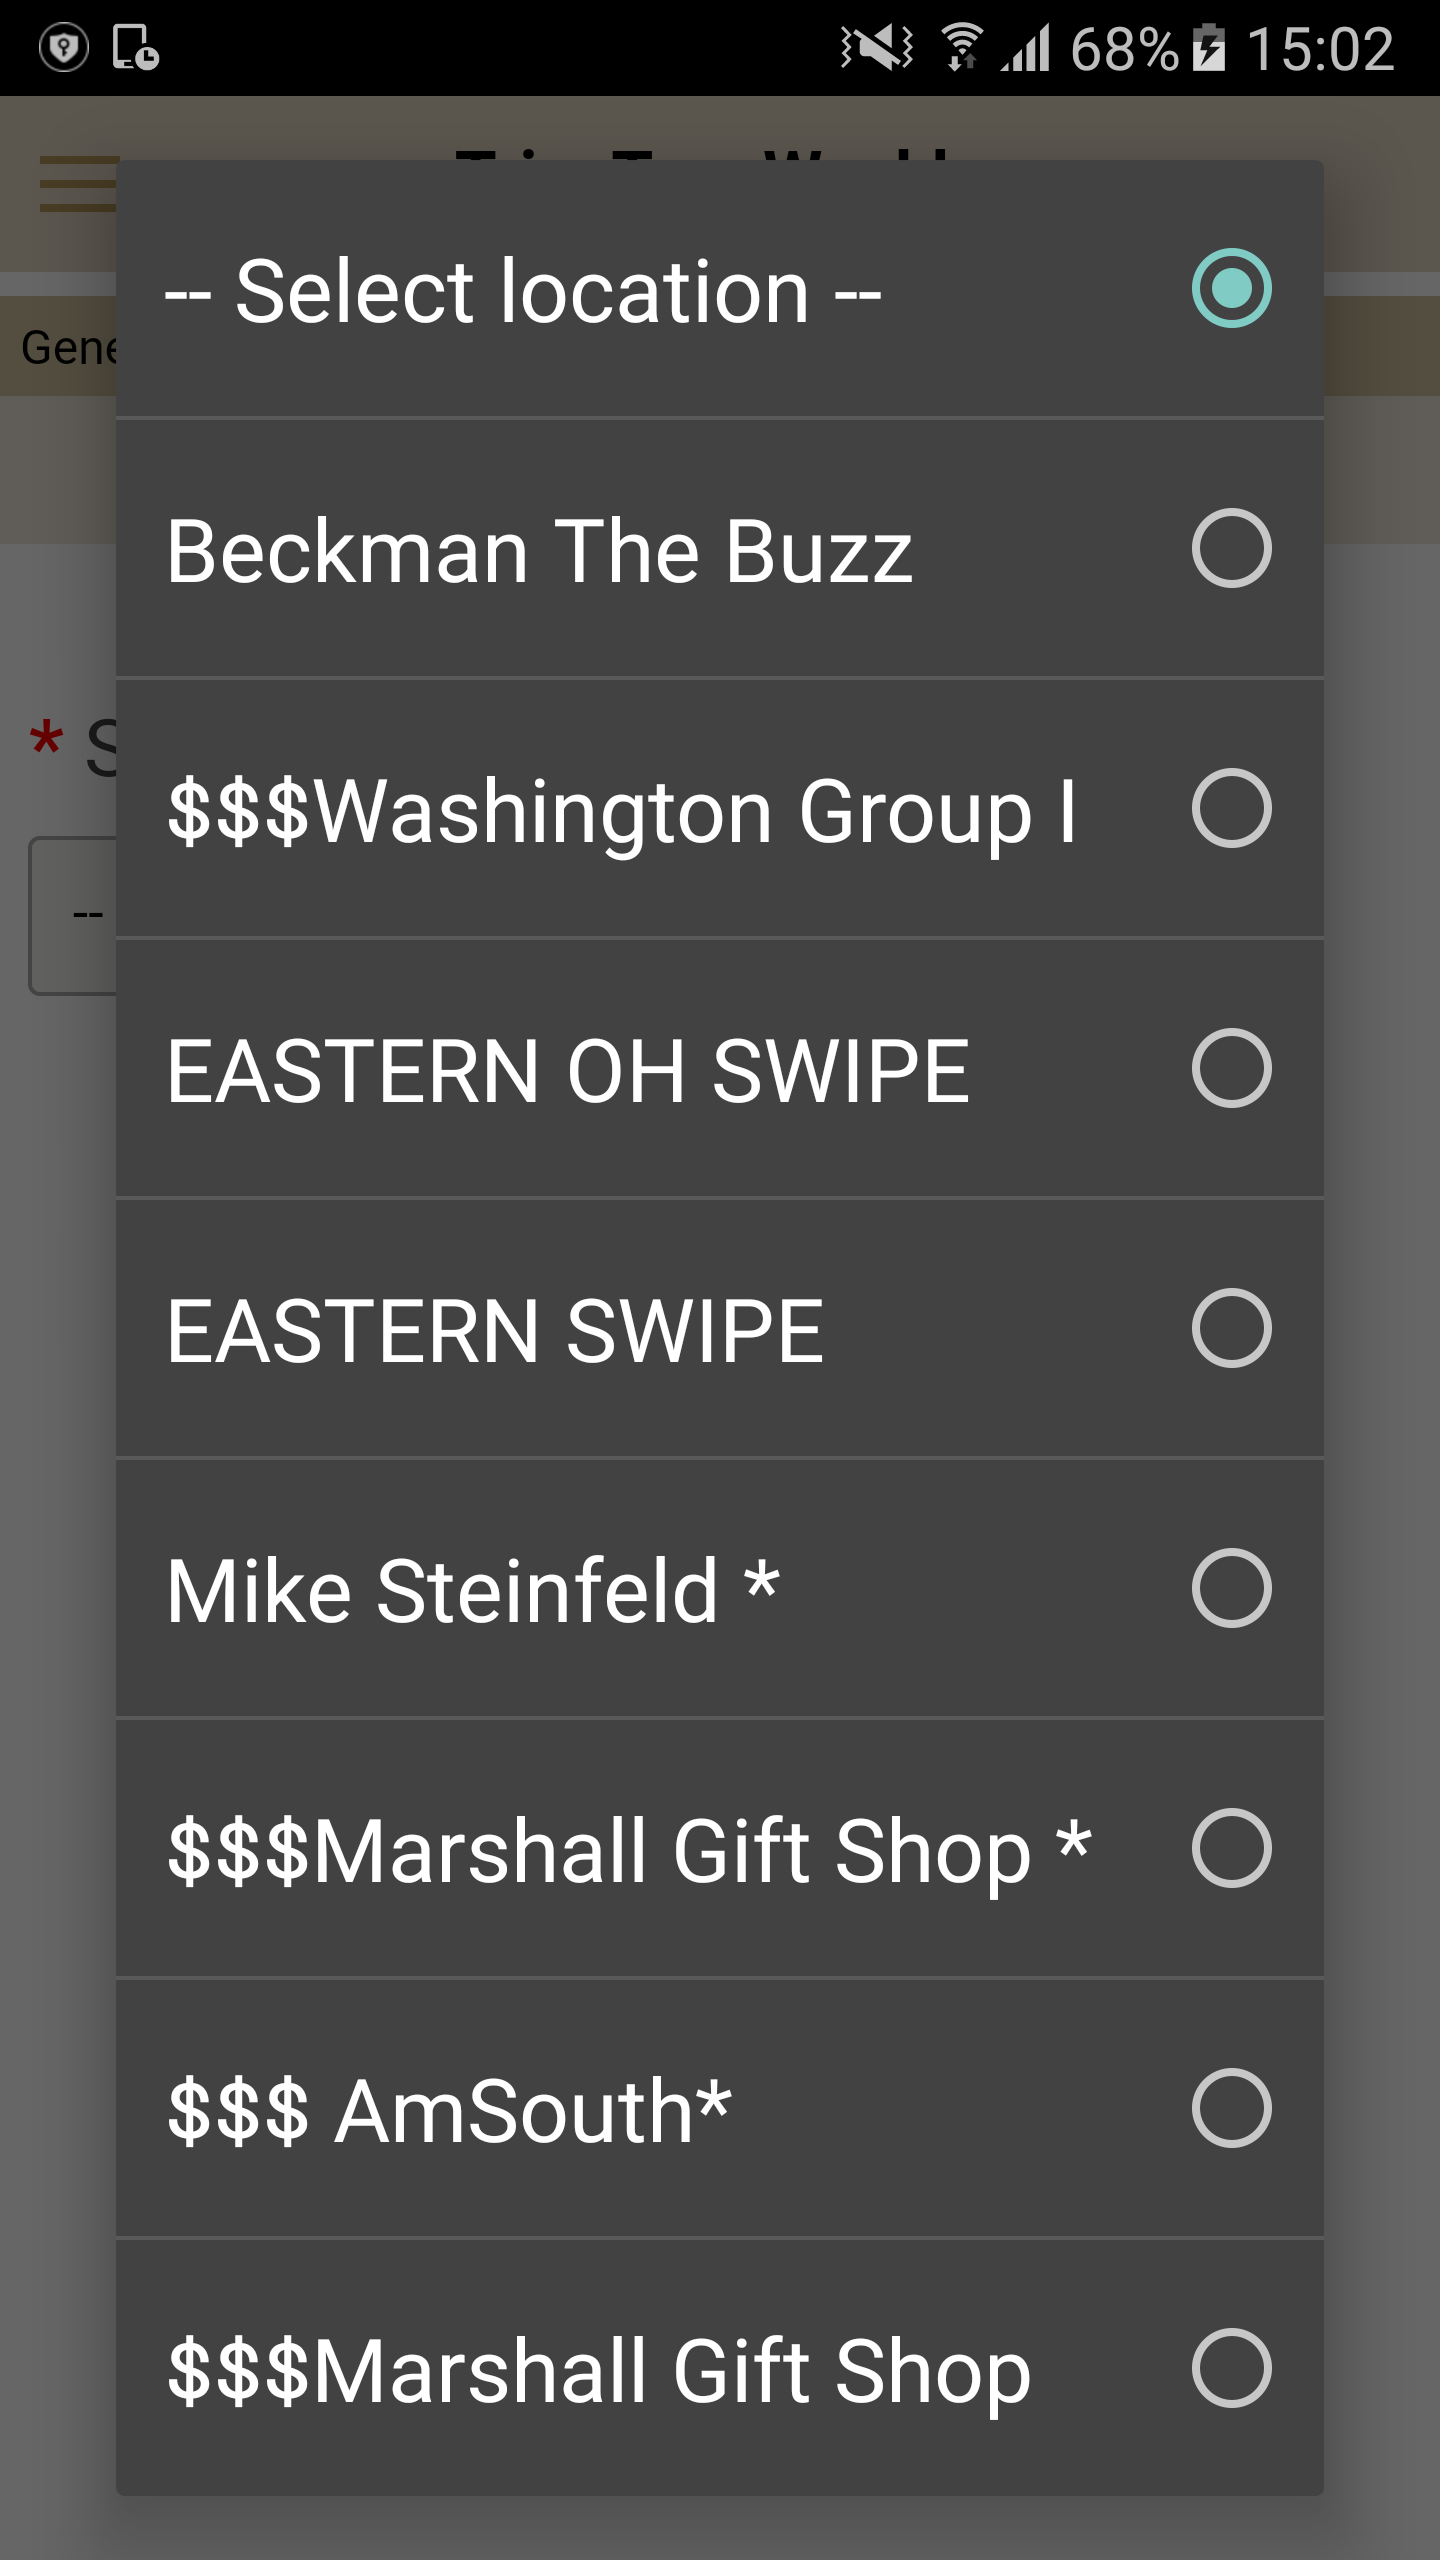 68% 15:02
-- Select location --
Beckman The Buzz
$$$Washington Group I
EASTERN OH SWIPE
EASTERN SWIPE
Mike Steinfeld *
$$$Marshall Gift Shop *
$$$ AmSouth*
$$$Marshall Gift Shop
Gene
* S
--